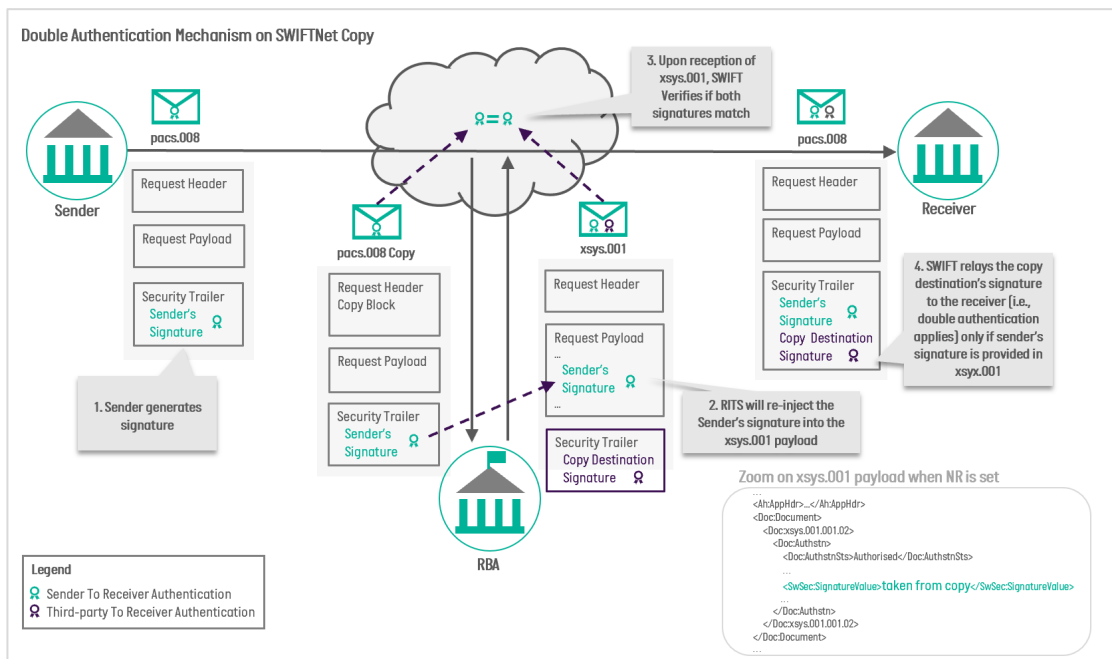 Double Authentication Mechanism on SWIFTNet Copy
3. Upon reception of
xsys.001, SWIFT
Verifies if both
signatures match
=
pacs.008
Sender
Request Header
Request Payload
Security Trailer
Sender's
Signature
1. Sender generates
signature
pacs.008 Copy
Request Header
Copy Block
Request Payload
Security Trailer
Sender's
Signature
xsys.001
Request Header
Request Payload
...
Sender's
Signature
...
Security Trailer
Copy Destination
Signature
2. RITS will re-inject the
Sender's signature into the
xsys.001 payload
RBA
pacs.008
Receiver
Request Header
Request Payload
Security Trailer
Sender's
Signature
Copy Destination
Signature
4. SWIFT relays the copy
destination's signature
to the receiver (i.e.,
double authentication
applies) only if sender's
signature is provided in
xsyx.001
Zoom on xsys.001 payload when NR is set
...
<Ah:AppHdr>...</Ah:AppHdr>
<Doc:Document>
<Doc:xsys.001.001.02>
<Doc:Authstn>
<Doc:AuthstnSts>Authorised</Doc:AuthstnSts>
...
<SwSec:SignatureValue>taken from copy</SwSec:SignatureValue>
...
</Doc:Authstn>
</Doc:xsys.001.001.02>
</Doc:Document>
...
Legend
Sender To Receiver Authentication
Third-party To Receiver Authentication